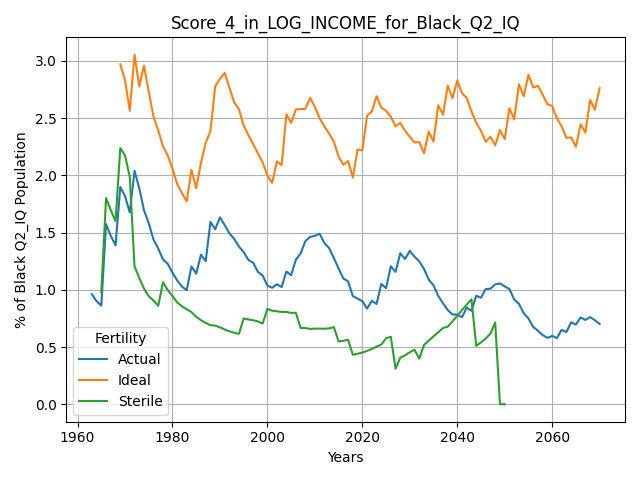 Score_4_in_LOG_INCOME_for_Black_Q2_IQ
% of Black Q2_IQ Population
3.0
2.5
2.0
1.5
1.0
0.5
0.0
Fertility
Actual
Ideal
Sterile
1960
1980
2000
2020
2040
2060
Years